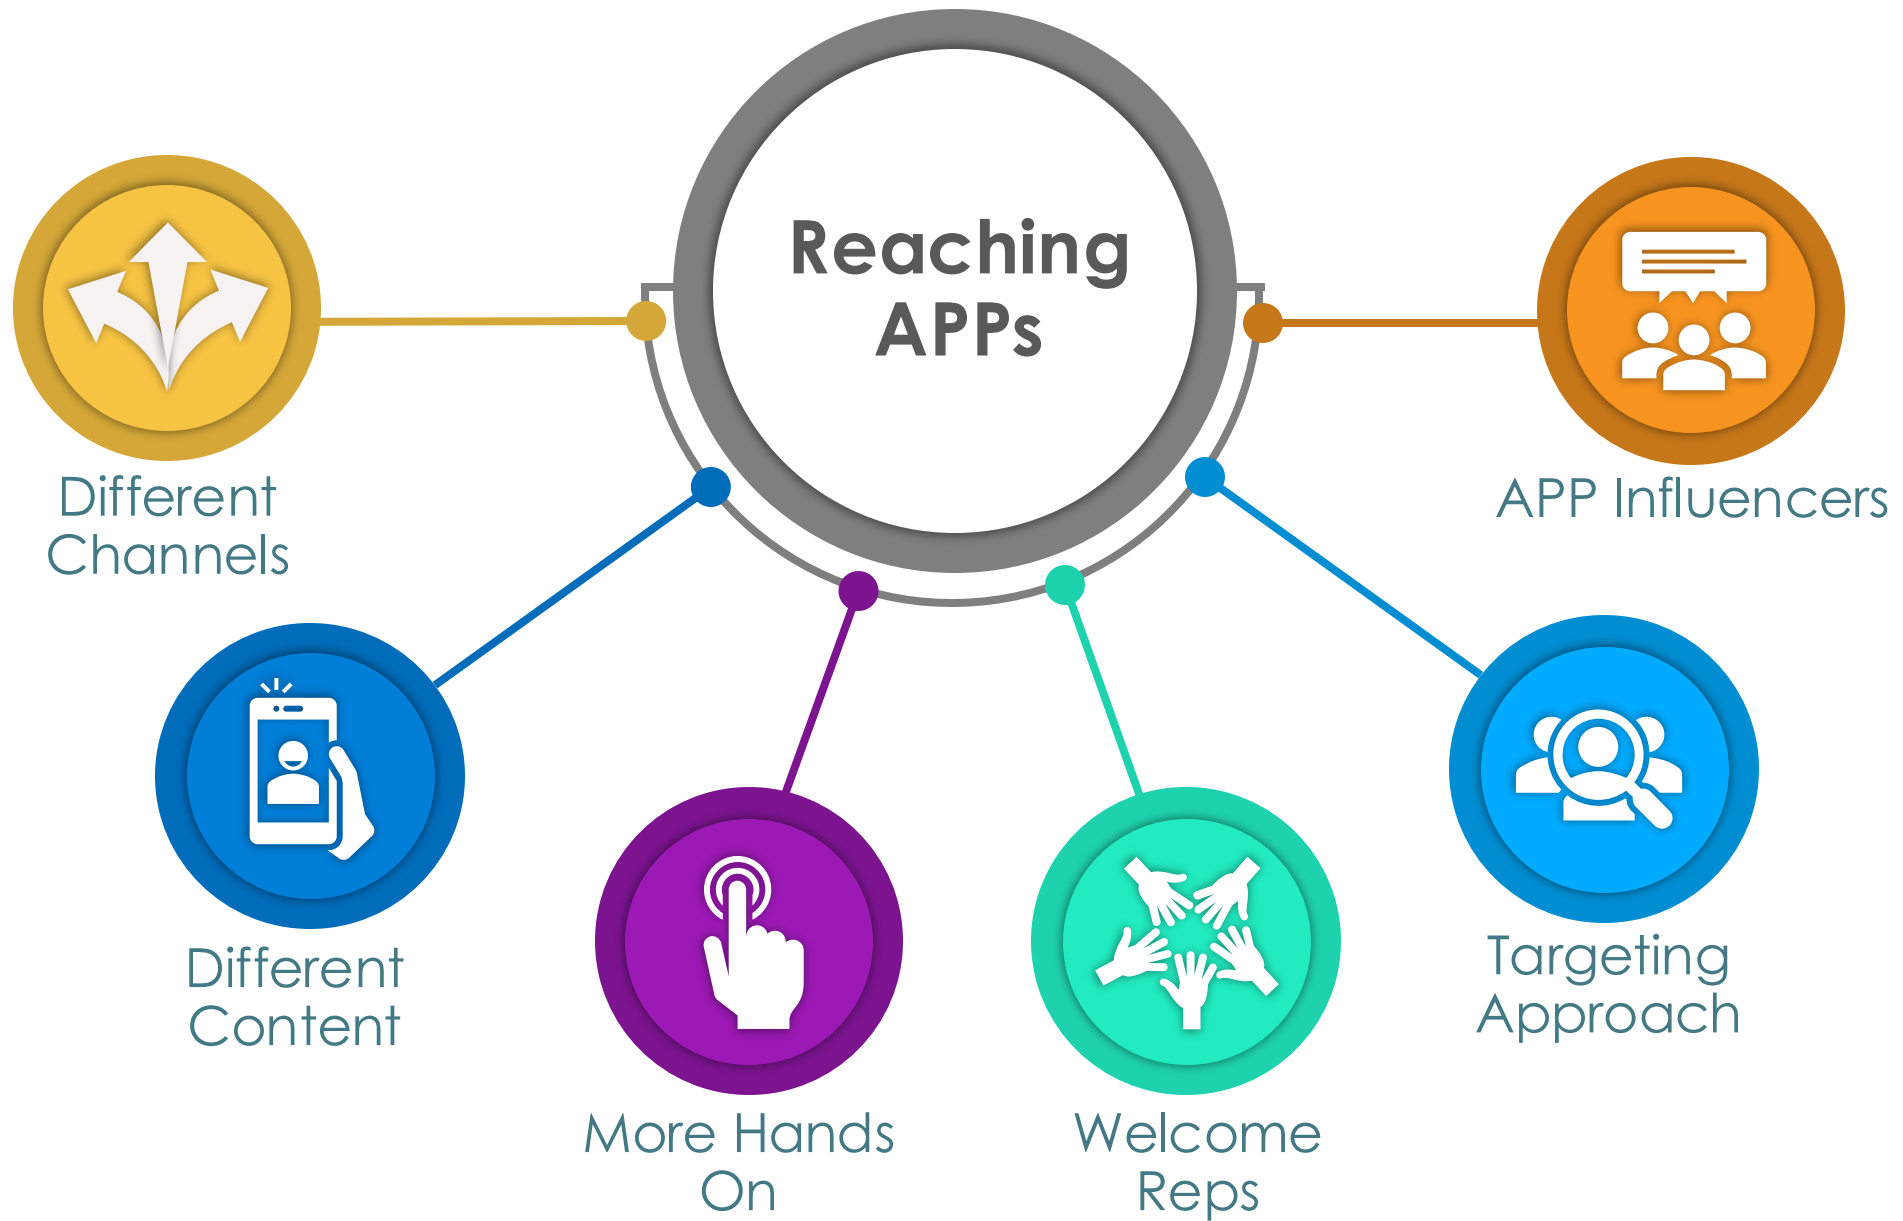 Reaching
APPs
Different
Channels
Different
Content
More Hands
On
Welcome
Reps
Targeting
Approach
APP Influencers